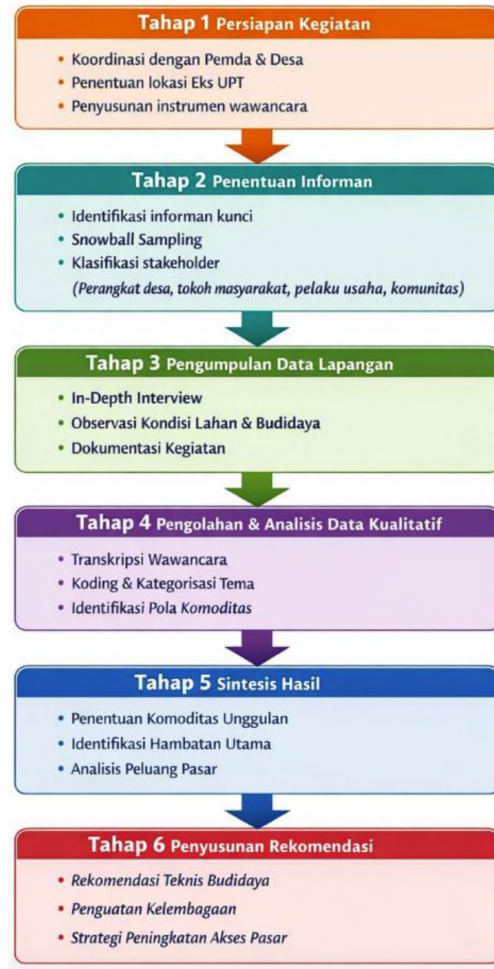 Tahap 1 Persiapan Kegiatan
• Koordinasi dengan Pemda & Desa
• Penentuan lokasi Eks UPT
• Penyusunan instrumen wawancara
Tahap 2 Penentuan Informan
• Identifikasi informan kunci
• Snowball Sampling
• Klasifikasi stakeholder
(Perangkat desa, tokoh masyarakat, pelaku usaha, komunitas)
Tahap 3 Pengumpulan Data Lapangan
• In-Depth Interview
• Observasi Kondisi Lahan & Budidaya
• Dokumentasi Kegiatan
Tahap 4 Pengolahan & Analisis Data Kualitatif
• Transkripsi Wawancara
• Koding & Kategorisasi Tema
• Identifikasi Pola Komoditas
Tahap 5 Sintesis Hasil
• Penentuan Komoditas Unggulan
• Identifikasi Hambatan Utama
• Analisis Peluang Pasar
Tahap 6 Penyusunan Rekomendasi
• Rekomendasi Teknis Budidaya
• Penguatan Kelembagaan
• Strategi Peningkatan Akses Pasar